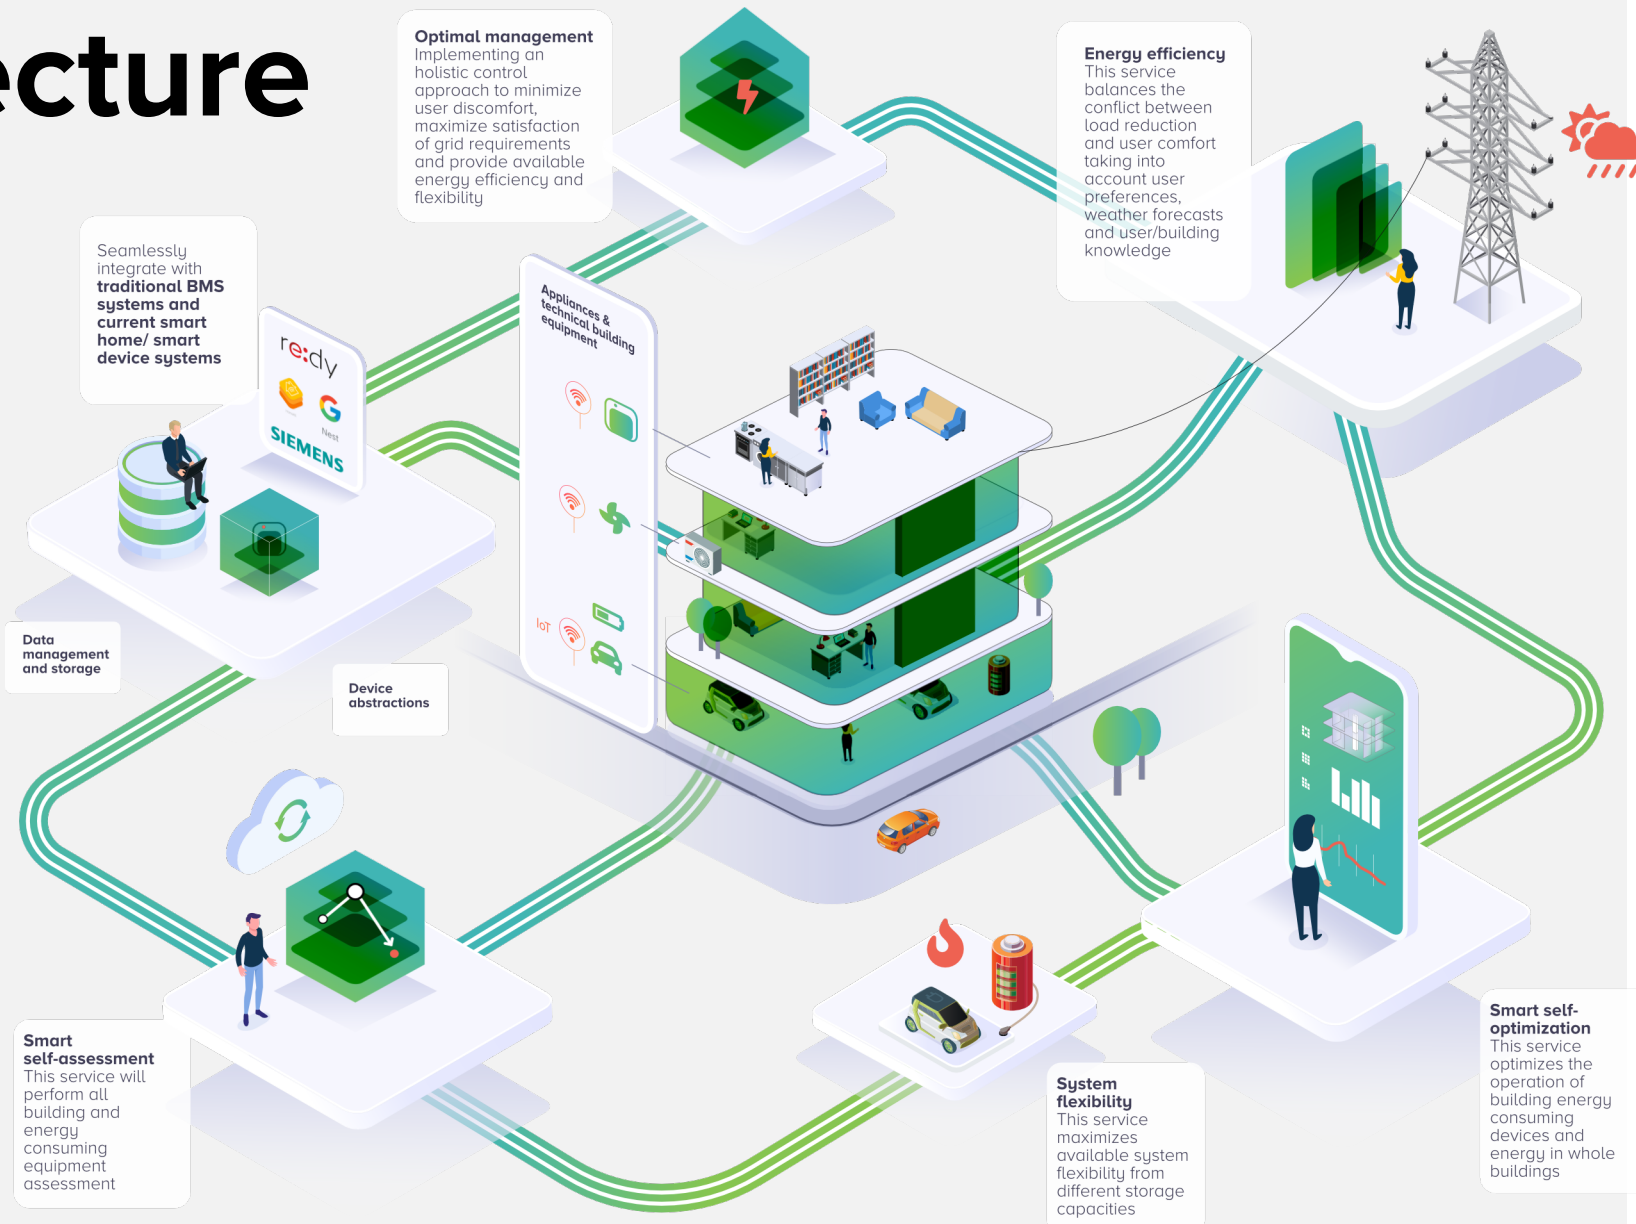 ecture
Optimal management
Implementing an
holistic control
approach to minimize
user discomfort,
maximize satisfaction
of grid requirements
and provide available
energy efficiency and
flexibility
Energy efficiency
This service
balances the
conflict between
load reduction
and user comfort
taking into
account user
preferences,
weather forecasts
and user/building
knowledge
Seamlessly
integrate with
traditional BMS
systems and
current smart
home/ smart
device systems
re:dy
G
Nest
SIEMENS
Appliances &
technical building
equipment
IoT
Data
management
and storage
Device
abstractions
Smart
self-assessment
This service will
perform all
building and
energy
consuming
equipment
assessment
System
flexibility
This service
maximizes
available system
flexibility from
different storage
capacities
Smart self-
optimization
This service
optimizes the
operation of
building energy
consuming
devices and
energy in whole
buildings